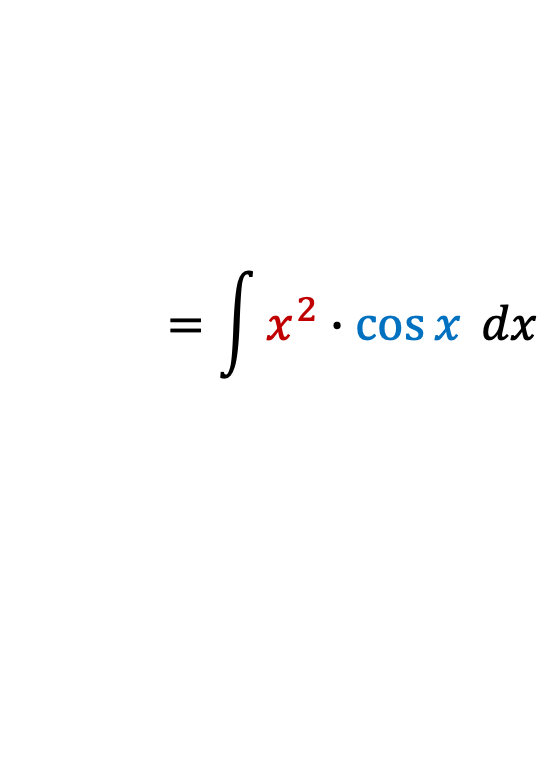 = ∫ x² · cos x dx